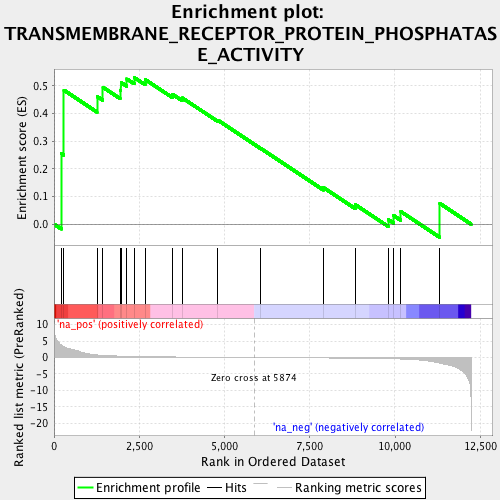 Enrichment plot:
TRANSMEMBRANE_RECEPTOR_PROTEIN_PHOSPHATAS
E_ACTIVITY
Enrichment score (ES)
0.5
0.4
0.3
0.2
0.1
0.0
'na_pos' (positively correlated)
Ranked list metric (PreRanked)
10
5
0
-5
-10
-15
-20
Zero cross at 5874
'na_neg' (negatively correlated)
0
2,500
5,000
7,500
10,000
12,500
Rank in Ordered Dataset
Enrichment profile
Hits
Ranking metric scores